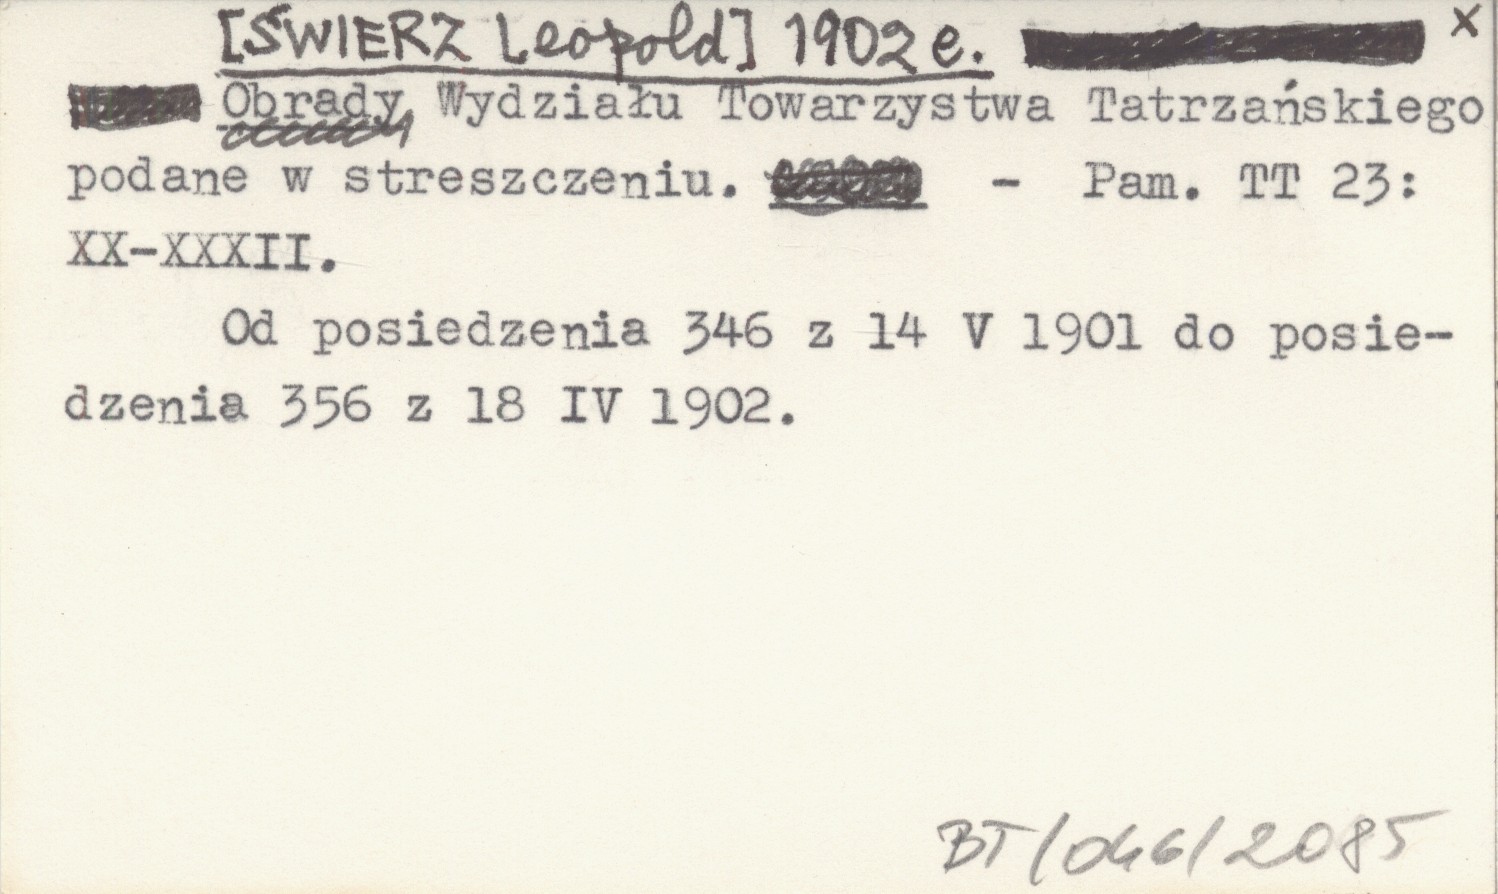 [ŚWIERZ Leopold] 1902 e. x
Obrady Wydziału Towarzystwa Tatrzańskiego
podane w streszczeniu. - Pam. TT 23:
XX-XXXII.
Od posiedzenia 346 z 14 V 1901 do posie-
dzenia 356 z 18 IV 1902.
BT/046/2085